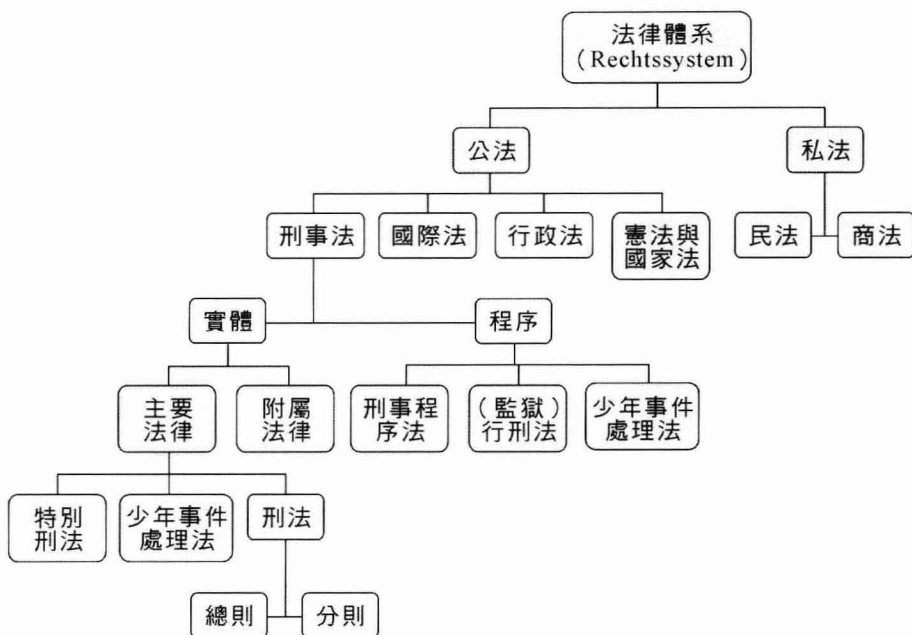 法律體系
（Rechtssystem）
公法
私法
刑事法
國際法
行政法
憲法與
國家法
民法
商法
實體
程序
主要
法律
附屬
法律
刑事程
序法
（監獄）
行刑法
少年事件
處理法
特別
刑法
少年事件
處理法
刑法
總則
分則